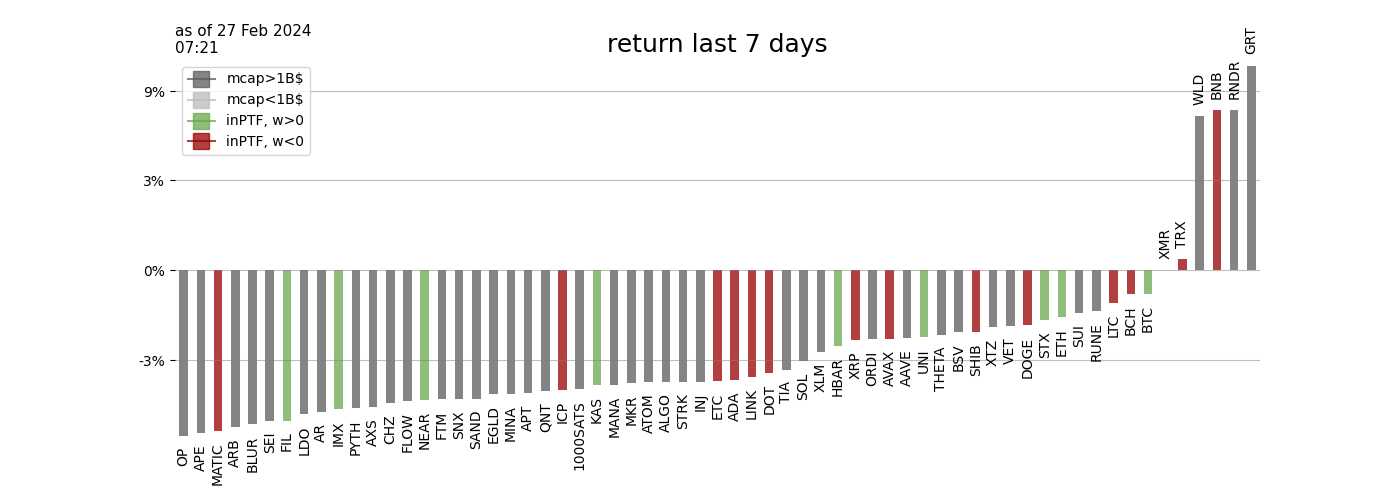 as of 27 Feb 2024
07:21
return last 7 days
mcap>1B$
mcap<1B$
inPTF, w>0
inPTF, w<0
9%
3%
0%
-3%
OP
APE
MATIC
ARB
BLUR
SEI
FIL
LDO
AR
IMX
PYTH
AXS
CHZ
FLOW
NEAR
FTM
SNX
SAND
EGLD
MINA
APT
QNT
ICP
1000SATS
KAS
MANA
MKR
ATOM
ALGO
STRK
INJ
ETC
ADA
LINK
DOT
TIA
SOL
XLM
HBAR
XRP
ORDI
AVAX
AAVE
UNI
THETA
BSV
SHIB
XTZ
VET
DOGE
STX
ETH
SUI
RUNE
LTC
BCH
BTC
XMR
TRX
WLD
BNB
RNDR
GRT